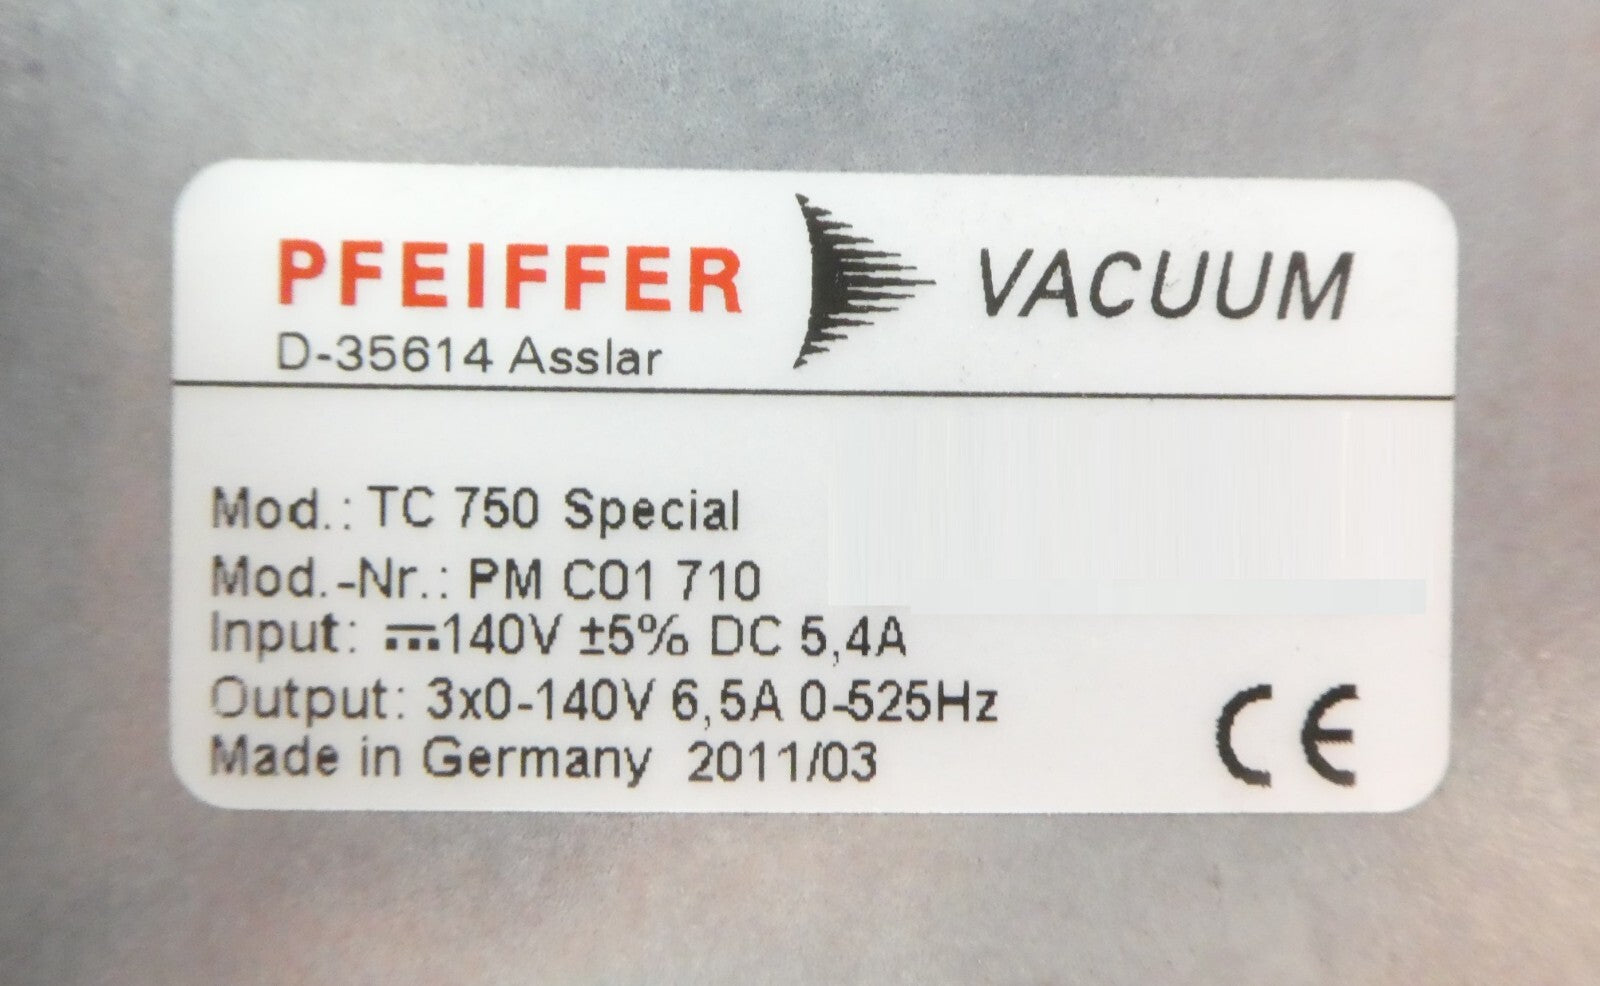 PFEIFFER VACUUM
D-35614 Asslar
Mod.: TC 750 Special
Mod.-Nr.: PM C01 710
Input: ⎓140V ±5% DC 5,4A
Output: 3x0-140V 6,5A 0-525Hz
Made in Germany 2011/03
CE